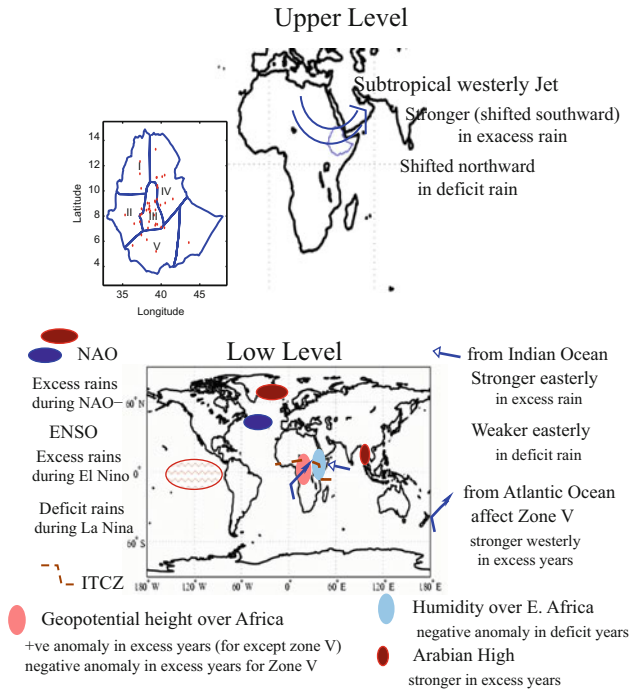 Upper Level
Subtropical westerly Jet
Stronger (shifted southward)
in exacess rain
Shifted northward
in deficit rain
14
12
10
8
6
4
Latitude
I
IV
II
III
V
35
40
45
Longitude
Low Level
NAO
Excess rains
during NAO−
ENSO
Excess rains
during El Nino
Deficit rains
during La Nina
ITCZ
60°N
0
60°S
180°W
120°W
60°W
0°
60°E
120°E
180°E
from Indian Ocean
Stronger easterly
in excess rain
Weaker easterly
in deficit rain
from Atlantic Ocean
affect Zone V
stronger westerly
in excess years
Geopotential height over Africa
+ve anomaly in excess years (for except zone V)
negative anomaly in excess years for Zone V
Humidity over E. Africa
negative anomaly in deficit years
Arabian High
stronger in excess years